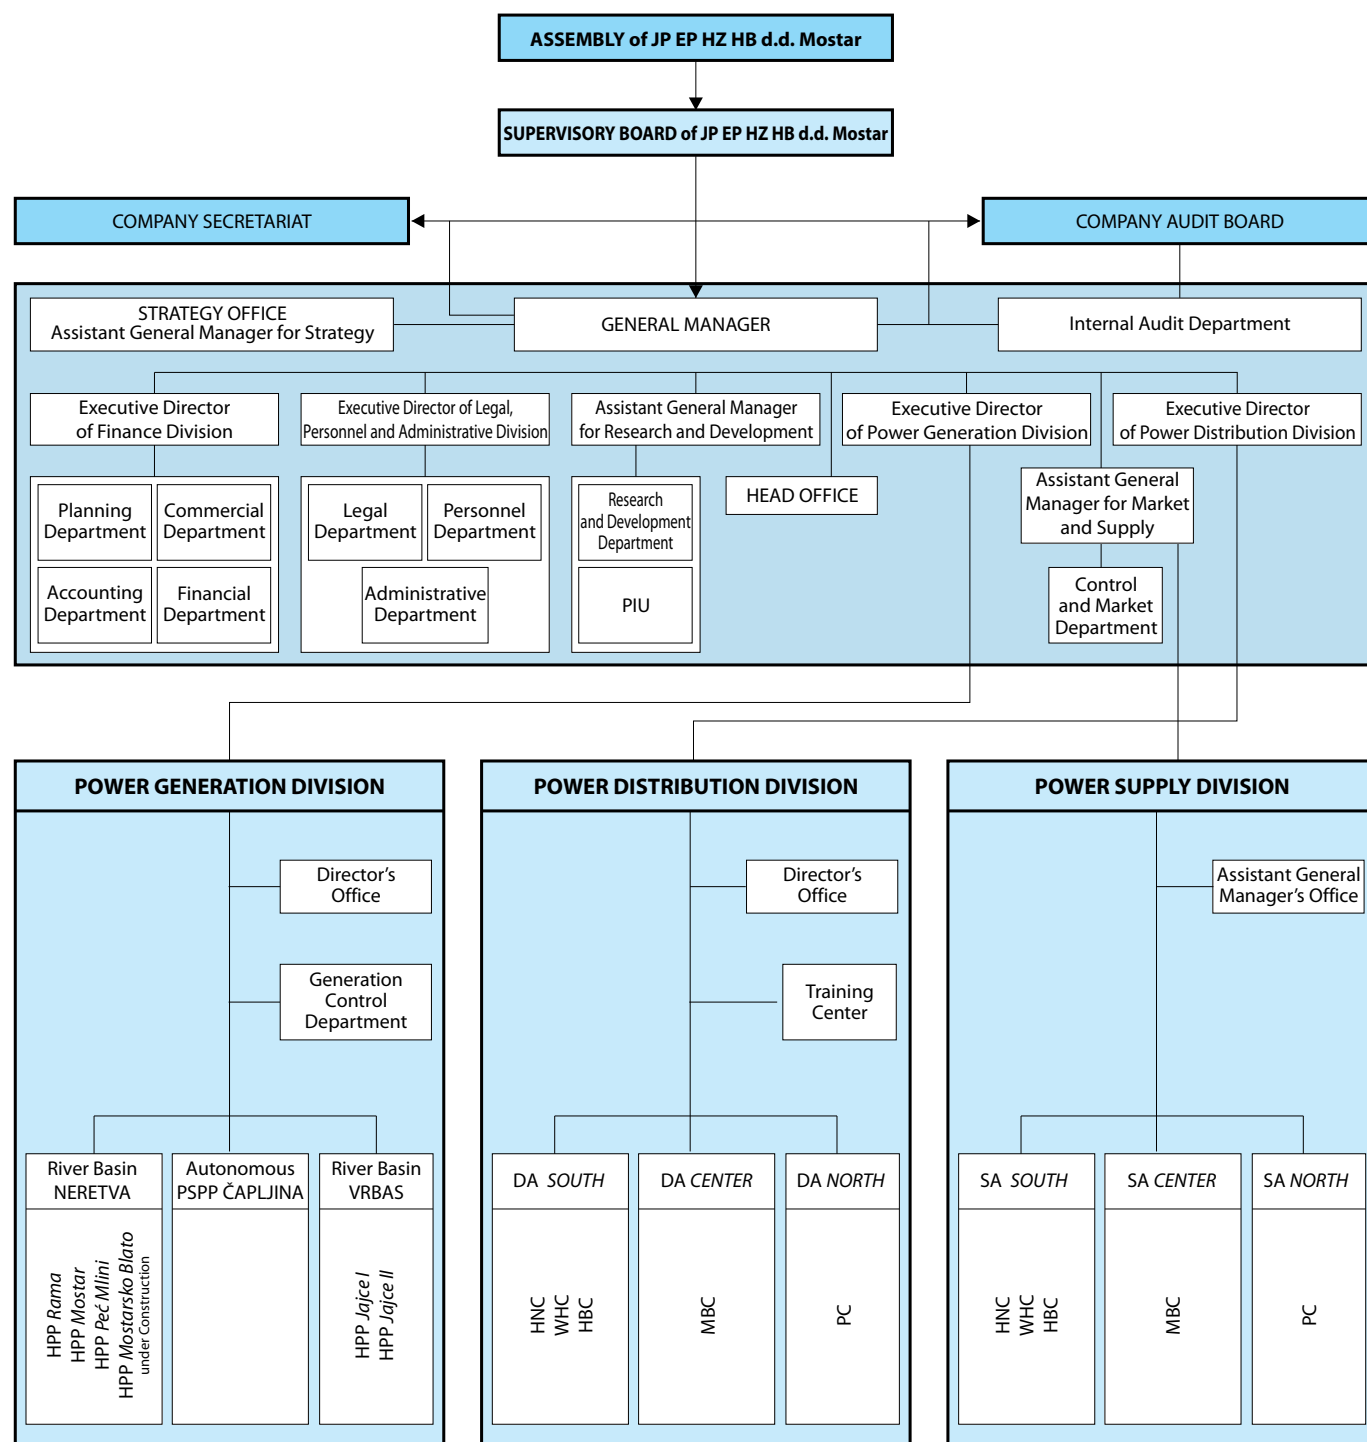 ASSEMBLY of JP EP HZ HB d.d. Mostar
SUPERVISORY BOARD of JP EP HZ HB d.d. Mostar
COMPANY SECRETARIAT
COMPANY AUDIT BOARD
STRATEGY OFFICE
Assistant General Manager for Strategy
GENERAL MANAGER
Internal Audit Department
Executive Director
of Finance Division
Executive Director of Legal,
Personnel and Administrative Division
Assistant General Manager
for Research and Development
Executive Director
of Power Generation Division
Executive Director
of Power Distribution Division
Planning
Department
Commercial
Department
Accounting
Department
Financial
Department
Legal
Department
Personnel
Department
Administrative
Department
Research
and Development
Department
PIU
HEAD OFFICE
Assistant General
Manager for Market
and Supply
Control
and Market
Department
POWER GENERATION DIVISION
Director's
Office
Generation
Control
Department
River Basin
NERETVA
HPP Rama
HPP Mostar
HPP Peć Mlini
HPP Mostarsko Blato
under Construction
Autonomous
PSPP ČAPLJINA
River Basin
VRBAS
HPP Jajce I
HPP Jajce II
POWER DISTRIBUTION DIVISION
Director's
Office
Training
Center
DA SOUTH
HNC
WHC
HBC
DA CENTER
MBC
DA NORTH
PC
POWER SUPPLY DIVISION
Assistant General
Manager's Office
SA SOUTH
HNC
WHC
HBC
SA CENTER
MBC
SA NORTH
PC